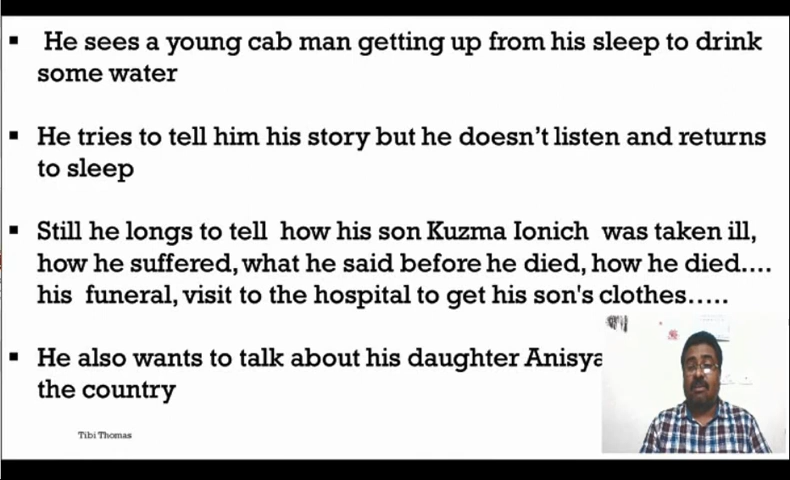 ▪ He sees a young cab man getting up from his sleep to drink
some water
▪ He tries to tell him his story but he doesn't listen and returns
to sleep
▪ Still he longs to tell how his son Kuzma Ionich was taken ill,
how he suffered, what he said before he died, how he died....
his funeral, visit to the hospital to get his son's clothes.....
▪ He also wants to talk about his daughter Anisya
the country
Tibi Thomas